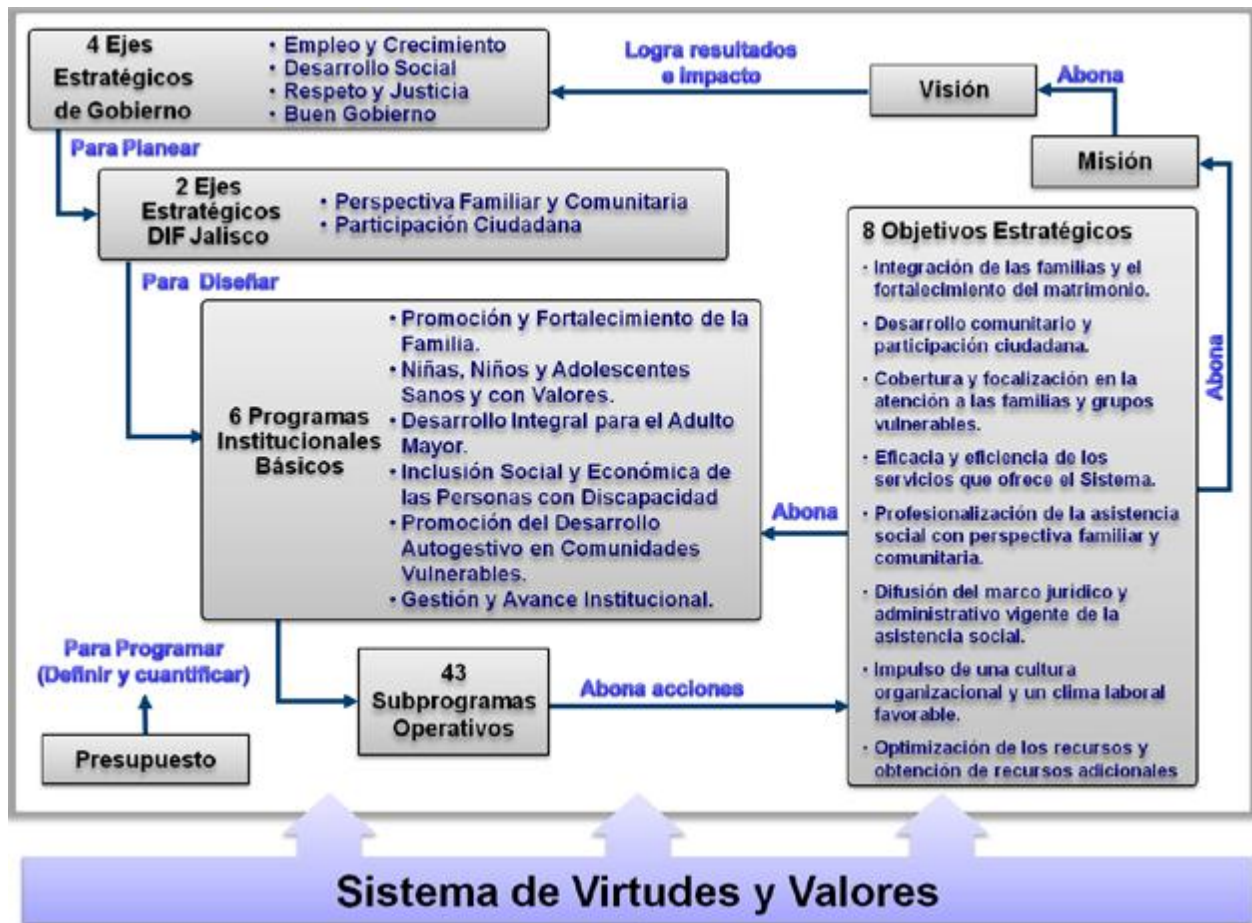 4 Ejes
Estratégicos
de Gobierno
• Empleo y Crecimiento
• Desarrollo Social
• Respeto y Justicia
• Buen Gobierno
Logra resultados
e impacto
Visión
Abona
Misión
Para Planear
2 Ejes
Estratégicos
DIF Jalisco
• Perspectiva Familiar y Comunitaria
• Participación Ciudadana
Para Diseñar
6 Programas
Institucionales
Básicos
• Promoción y Fortalecimiento de la
Familia.
• Niñas, Niños y Adolescentes
Sanos y con Valores.
• Desarrollo Integral para el Adulto
Mayor.
• Inclusión Social y Económica de
las Personas con Discapacidad
• Promoción del Desarrollo
Autogestivo en Comunidades
Vulnerables.
• Gestión y Avance Institucional.
Abona
8 Objetivos Estratégicos
• Integración de las familias y el
fortalecimiento del matrimonio.
• Desarrollo comunitario y
participación ciudadana.
• Cobertura y focalización en la
atención a las familias y grupos
vulnerables.
• Eficacia y eficiencia de los
servicios que ofrece el Sistema.
• Profesionalización de la asistencia
social con perspectiva familiar y
comunitaria.
• Difusión del marco jurídico y
administrativo vigente de la
asistencia social.
• Impulso de una cultura
organizacional y un clima laboral
favorable.
• Optimización de los recursos y
obtención de recursos adicionales
Abona
Para Programar
(Definir y cuantificar)
Presupuesto
43
Subprogramas
Operativos
Abona acciones
Sistema de Virtudes y Valores